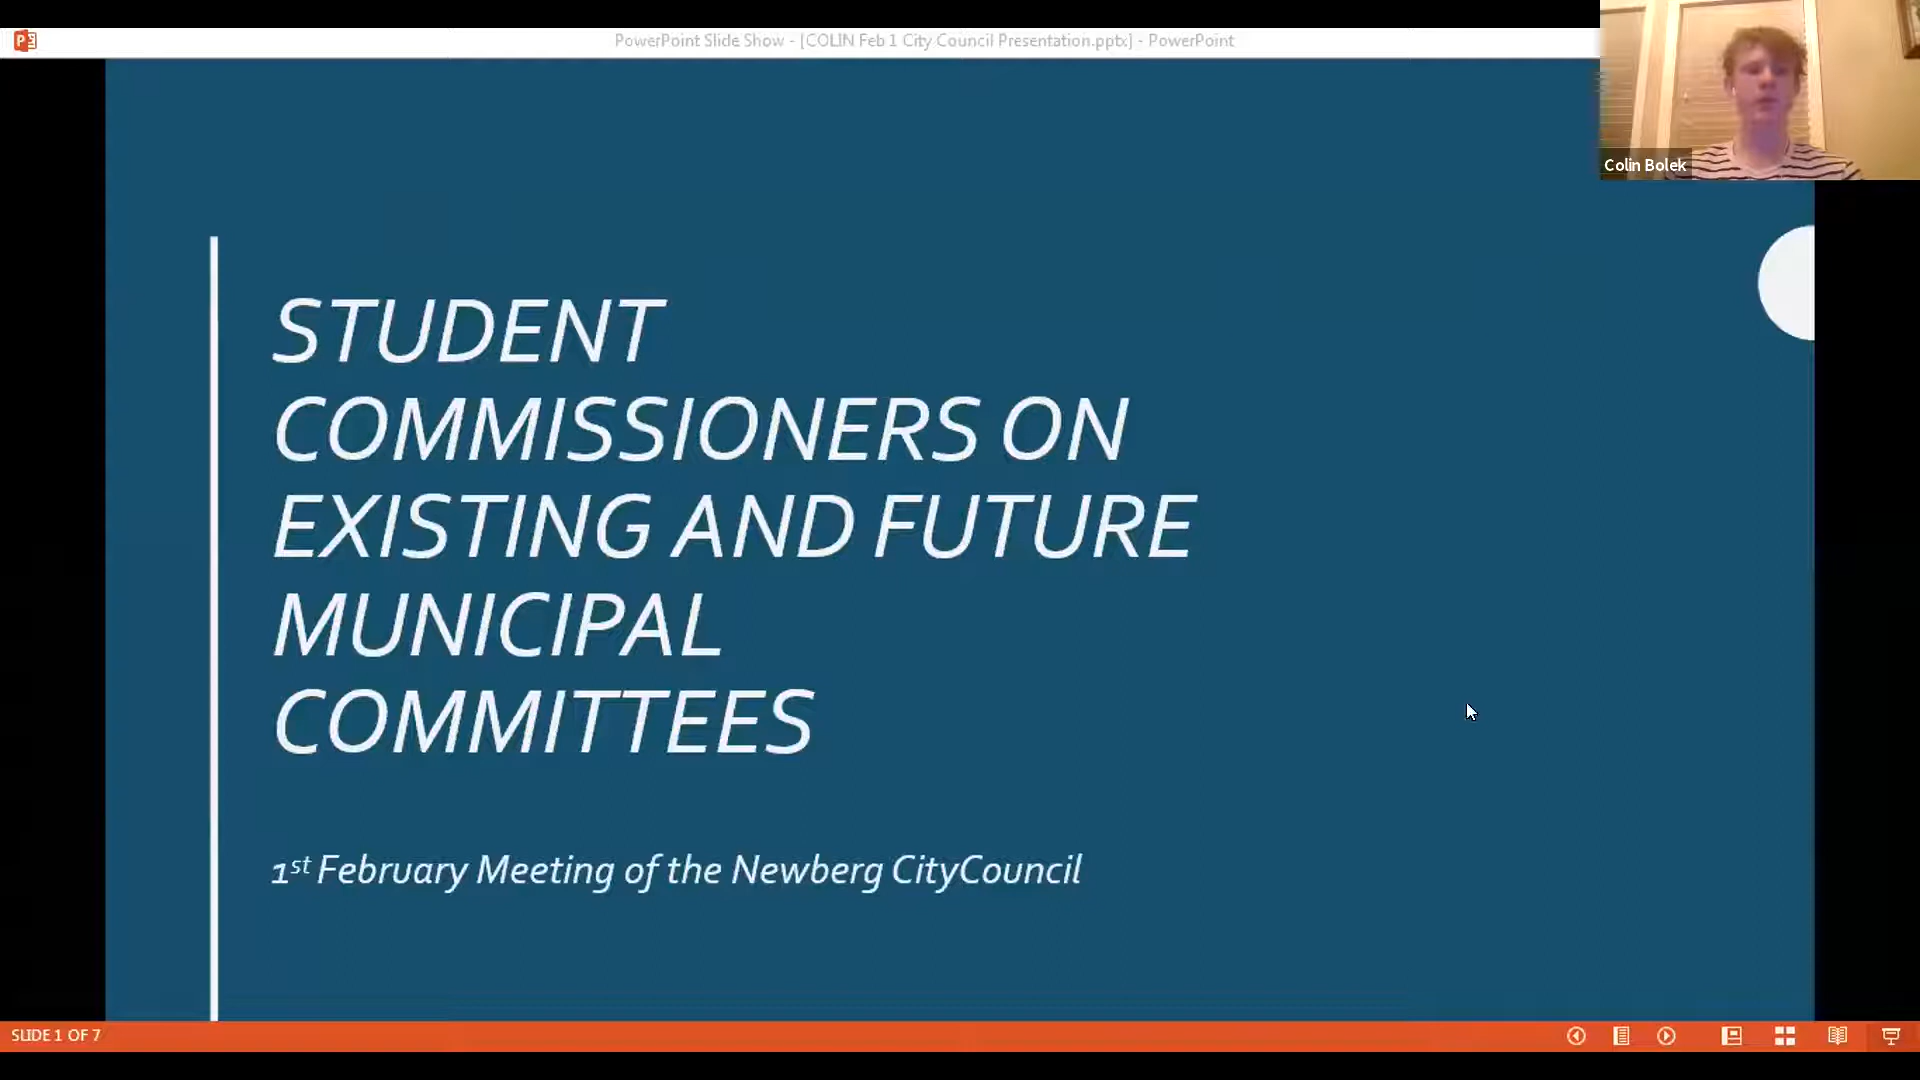 PowerPoint Slide Show - [COLIN Feb 1 City Council Presentation.pptx] - PowerPoint
Colin Bolek
STUDENT
COMMISSIONERS ON
EXISTING AND FUTURE
MUNICIPAL
COMMITTEES
1st February Meeting of the Newberg CityCouncil
SLIDE 1 OF 7